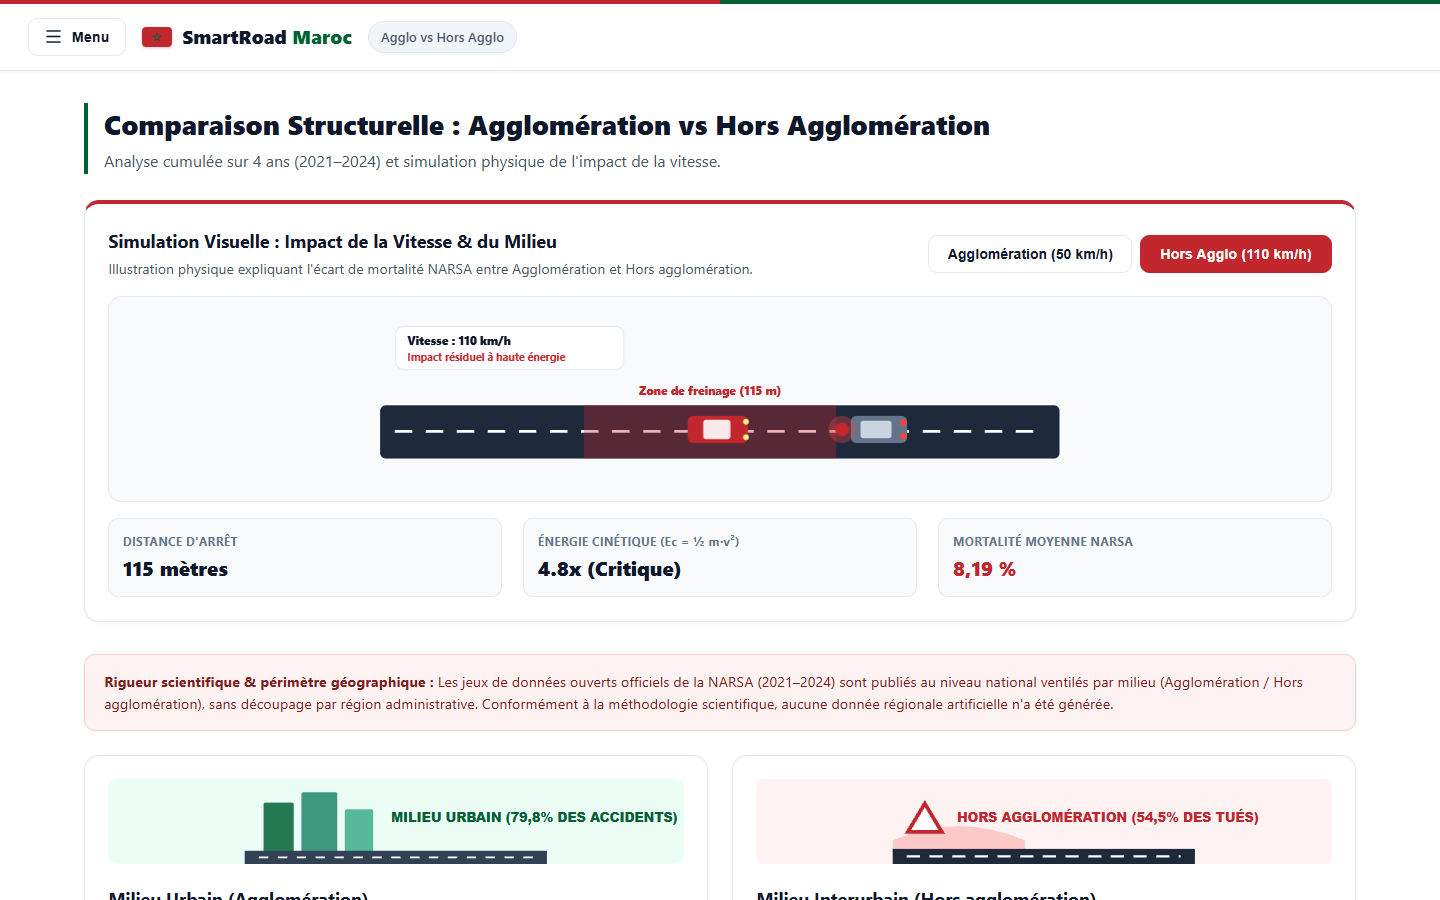 Menu
SmartRoad Maroc
Agglo vs Hors Agglo
Comparaison Structurelle : Agglomération vs Hors Agglomération
Analyse cumulée sur 4 ans (2021–2024) et simulation physique de l'impact de la vitesse.
Simulation Visuelle : Impact de la Vitesse & du Milieu
Illustration physique expliquant l'écart de mortalité NARSA entre Agglomération et Hors agglomération.
Agglomération (50 km/h)
Hors Agglo (110 km/h)
Vitesse : 110 km/h
Impact résiduel à haute énergie
Zone de freinage (115 m)
DISTANCE D'ARRÊT
115 mètres
ÉNERGIE CINÉTIQUE (Ec = ½ m·v²)
4.8x (Critique)
MORTALITÉ MOYENNE NARSA
8,19 %
Rigueur scientifique & périmètre géographique : Les jeux de données ouverts officiels de la NARSA (2021–2024) sont publiés au niveau national ventilés par milieu (Agglomération / Hors
agglomération), sans découpage par région administrative. Conformément à la méthodologie scientifique, aucune donnée régionale artificielle n'a été générée.
MILIEU URBAIN (79,8% DES ACCIDENTS)
HORS AGGLOMÉRATION (54,5% DES TUÉS)
Milieu Urbain (Agglomération)
Milieu Interurbain (Hors agglomération)